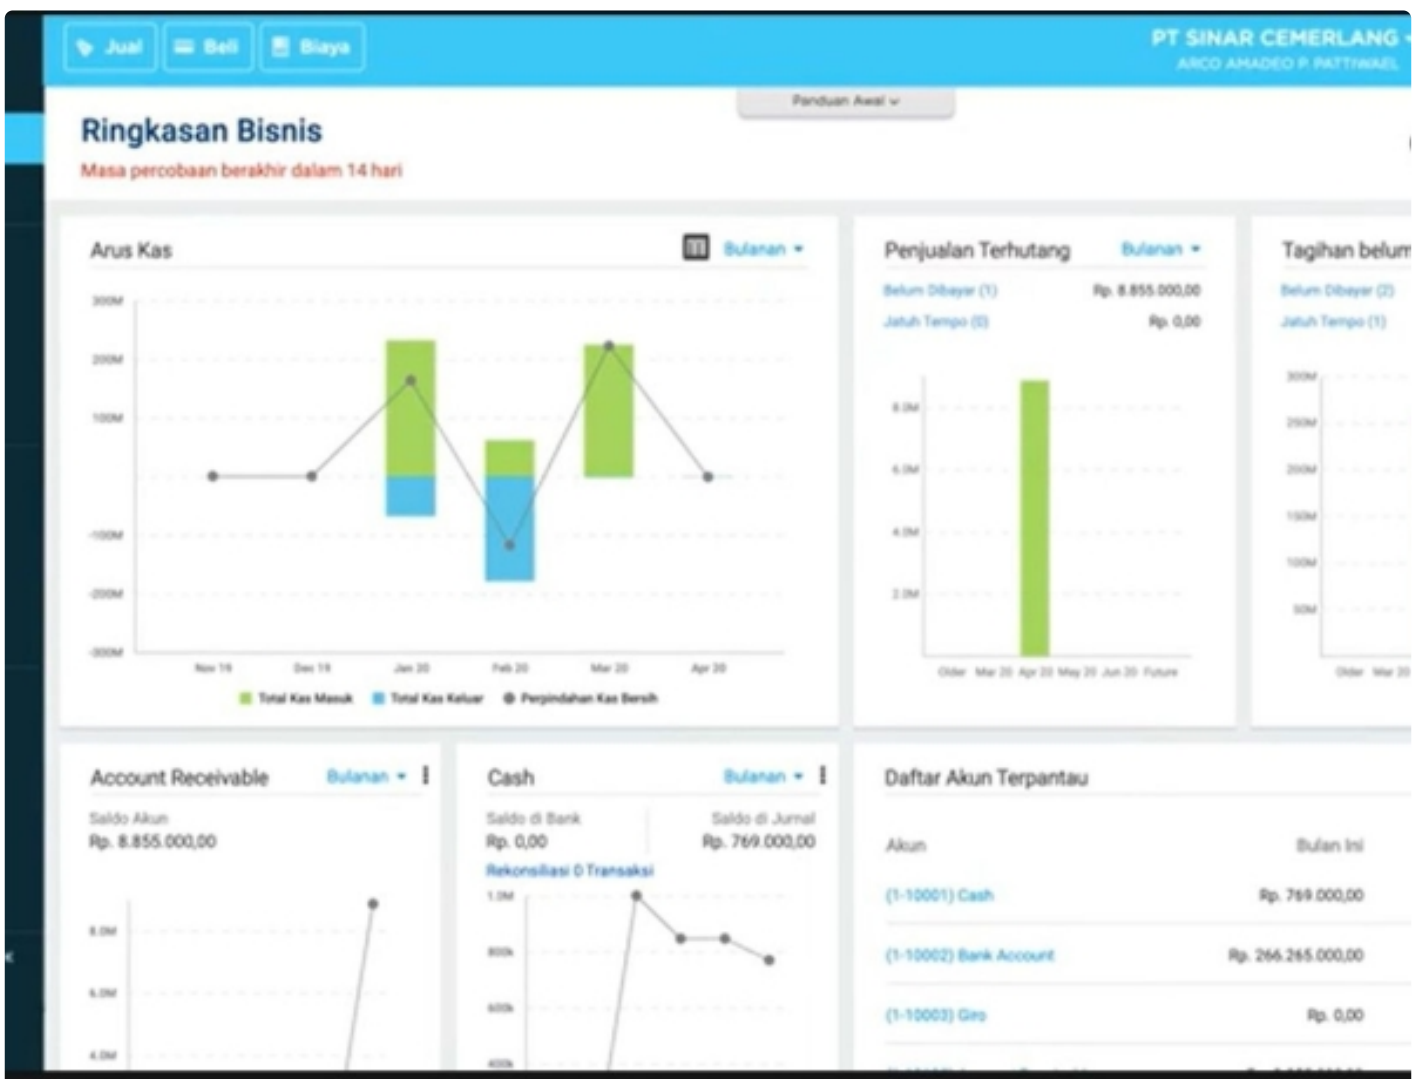 Jual
Beli
Biaya
PT SINAR CEMERLANG
ARCO AMADEO P. PATTIWAEL
Panduan Awal
Ringkasan Bisnis
Masa percobaan berakhir dalam 14 hari
Arus Kas
Bulanan
300M
200M
100M
-100M
-200M
-300M
Nov 19 Dec 19 Jan 20 Feb 20 Mar 20 Apr 20
Total Kas Masuk Total Kas Keluar Perpindahan Kas Bersih
Penjualan Terhutang
Bulanan
Belum Dibayar (1) Rp. 8.855.000,00
Jatuh Tempo (0) Rp. 0,00
8.0M
6.0M
4.0M
2.0M
Older Mar 20 Apr 20 May 20 Jun 20 Future
Tagihan belum
Belum Dibayar (2)
Jatuh Tempo (1)
300M
250M
200M
150M
100M
50M
Older Mar 20
Account Receivable
Bulanan
Saldo Akun
Rp. 8.855.000,00
8.0M
6.0M
4.0M
Cash
Bulanan
Saldo di Bank Saldo di Jurnal
Rp. 0,00 Rp. 769.000,00
Rekonsiliasi 0 Transaksi
1.0M
800k
600k
400k
Daftar Akun Terpantau
Akun Bulan Ini
(1-10001) Cash Rp. 769.000,00
(1-10002) Bank Account Rp. 266.265.000,00
(1-10003) Giro Rp. 0,00